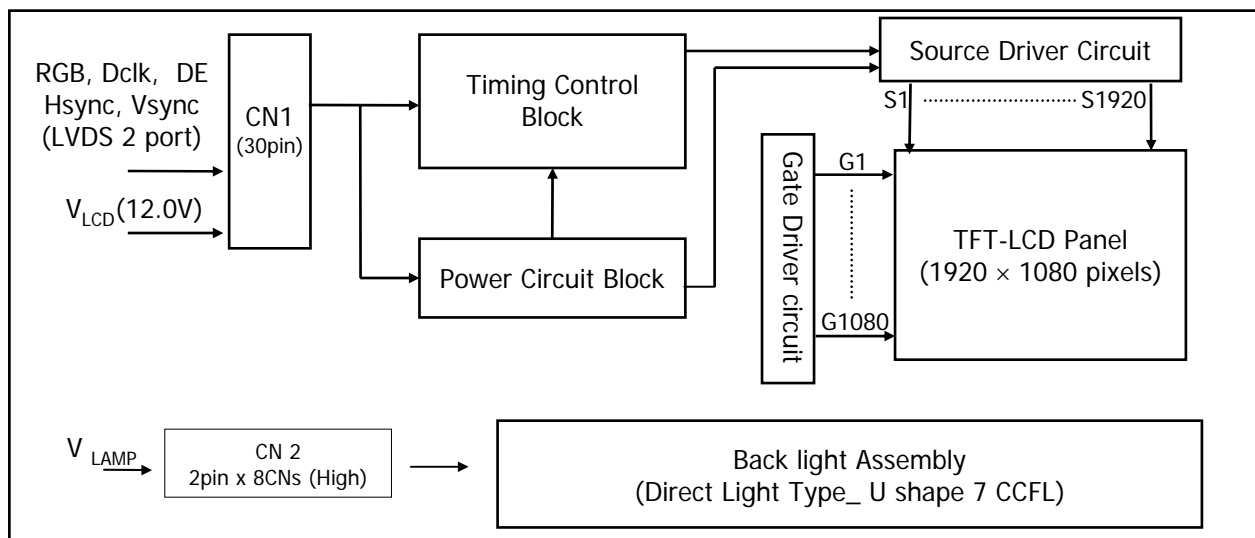 RGB, Dclk, DE
Hsync, Vsync
(LVDS 2 port)
V LCD (12.0V)
CN1
(30pin)
Timing Control
Block
Power Circuit Block
Source Driver Circuit
S1
S1920
Gate Driver circuit
G1
G1080
TFT-LCD Panel
(1920 × 1080 pixels)
V LAMP
CN 2
2pin x 8CNs (High)
Back light Assembly
(Direct Light Type_ U shape 7 CCFL)